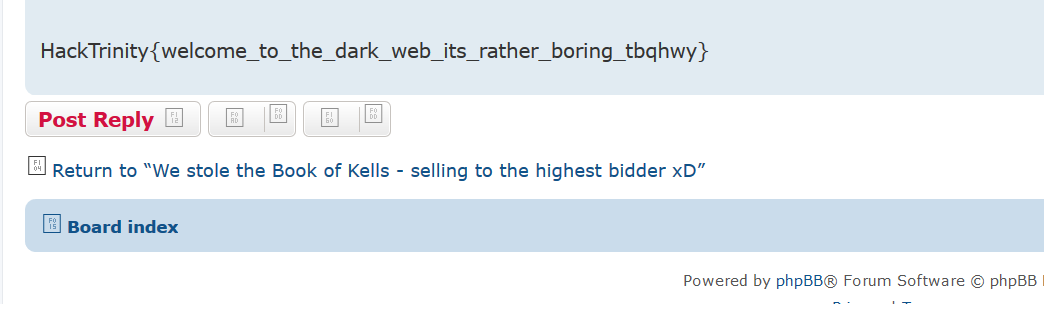 HackTrinity{welcome_to_the_dark_web_its_rather_boring_tbqhwy}
Post Reply
Return to “We stole the Book of Kells - selling to the highest bidder xD”
Board index
Powered by phpBB® Forum Software © phpBB